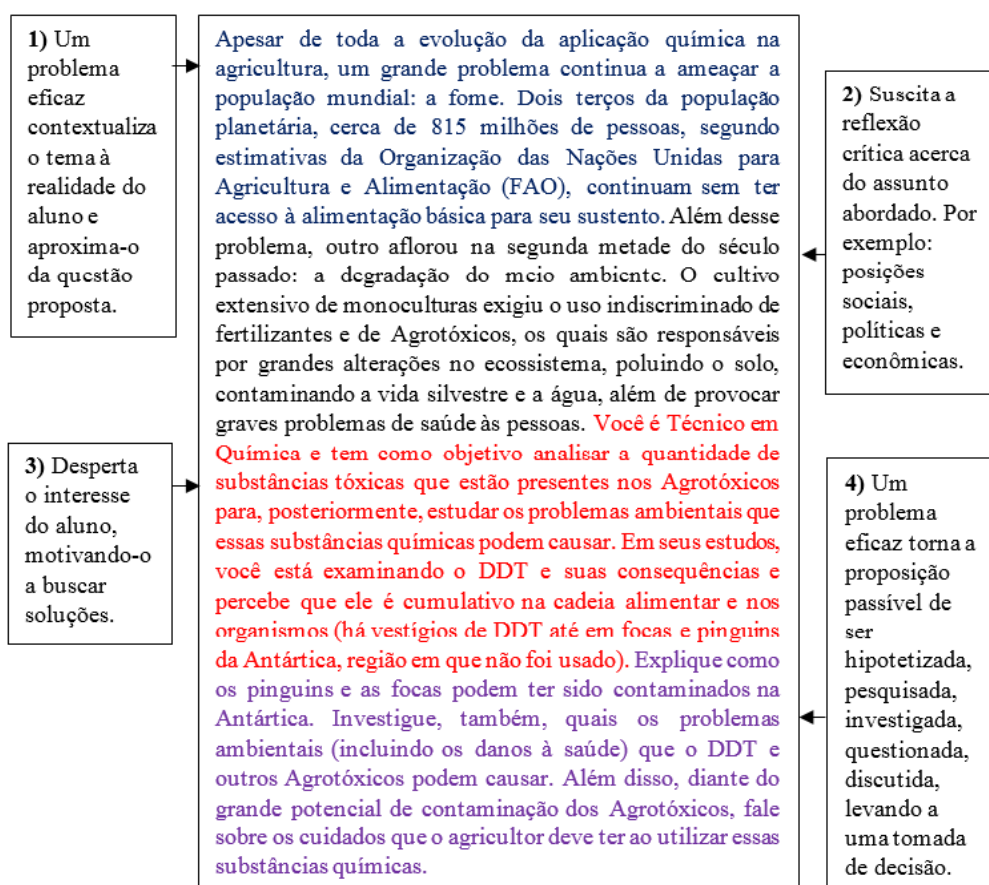 1) Um
problema
eficaz
contextualiza
o tema à
realidade do
aluno e
aproxima-o
da questão
proposta.
Apesar de toda a evolução da aplicação química na
agricultura, um grande problema continua a ameaçar a
população mundial: a fome. Dois terços da população
planetária, cerca de 815 milhões de pessoas, segundo
estimativas da Organização das Nações Unidas para
Agricultura e Alimentação (FAO), continuam sem ter
acesso à alimentação básica para seu sustento. Além desse
problema, outro aflorou na segunda metade do século
passado: a degradação do meio ambiente. O cultivo
extensivo de monoculturas exigiu o uso indiscriminado de
fertilizantes e de Agrotóxicos, os quais são responsáveis
por grandes alterações no ecossistema, poluindo o solo,
contaminando a vida silvestre e a água, além de provocar
graves problemas de saúde às pessoas. Você é Técnico em
Química e tem como objetivo analisar a quantidade de
substâncias tóxicas que estão presentes nos Agrotóxicos
para, posteriormente, estudar os problemas ambientais que
essas substâncias químicas podem causar. Em seus estudos,
você está examinando o DDT e suas consequências e
percebe que ele é cumulativo na cadeia alimentar e nos
organismos (há vestígios de DDT até em focas e pinguins
da Antártica, região em que não foi usado). Explique como
os pinguins e as focas podem ter sido contaminados na
Antártica. Investigue, também, quais os problemas
ambientais (incluindo os danos à saúde) que o DDT e
outros Agrotóxicos podem causar. Além disso, diante do
grande potencial de contaminação dos Agrotóxicos, fale
sobre os cuidados que o agricultor deve ter ao utilizar essas
substâncias químicas.
2) Suscita a
reflexão
crítica acerca
do assunto
abordado. Por
exemplo:
posições
sociais,
políticas e
econômicas.
3) Desperta
o interesse
do aluno,
motivando-o
a buscar
soluções.
4) Um
problema
eficaz torna a
proposição
passível de
ser
hipotetizada,
pesquisada,
investigada,
questionada,
discutida,
levando a
uma tomada
de decisão.